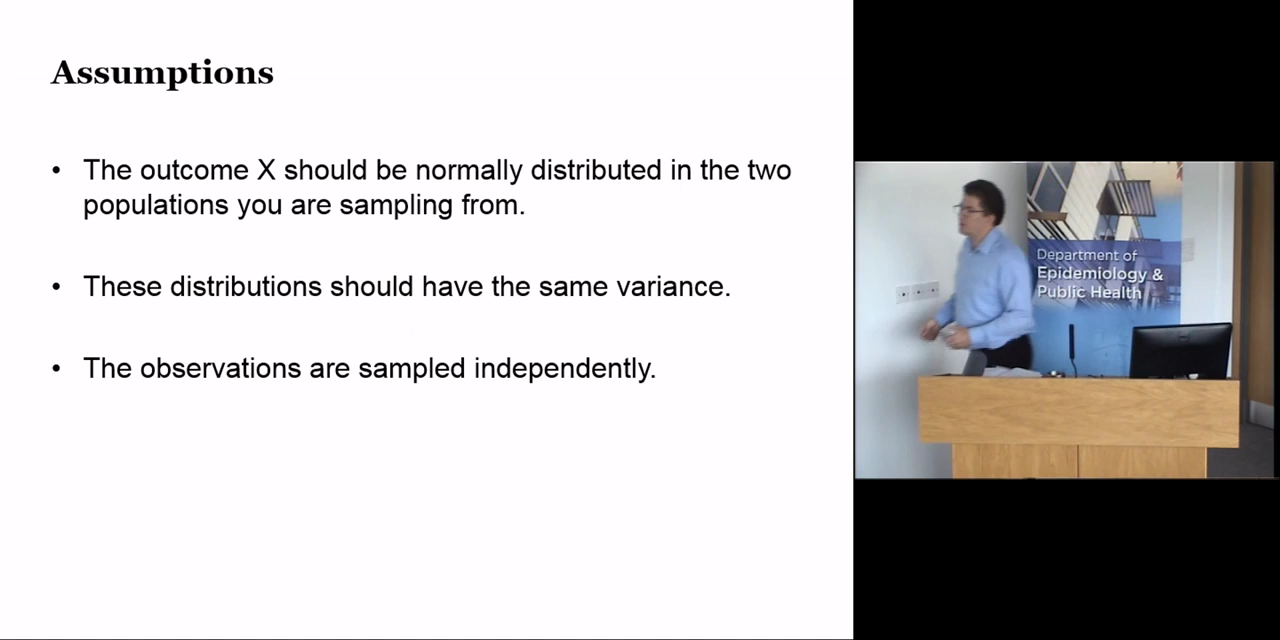 Assumptions
• The outcome X should be normally distributed in the two
populations you are sampling from.
• These distributions should have the same variance.
• The observations are sampled independently.
Department of
Epidemiology &
Public Health